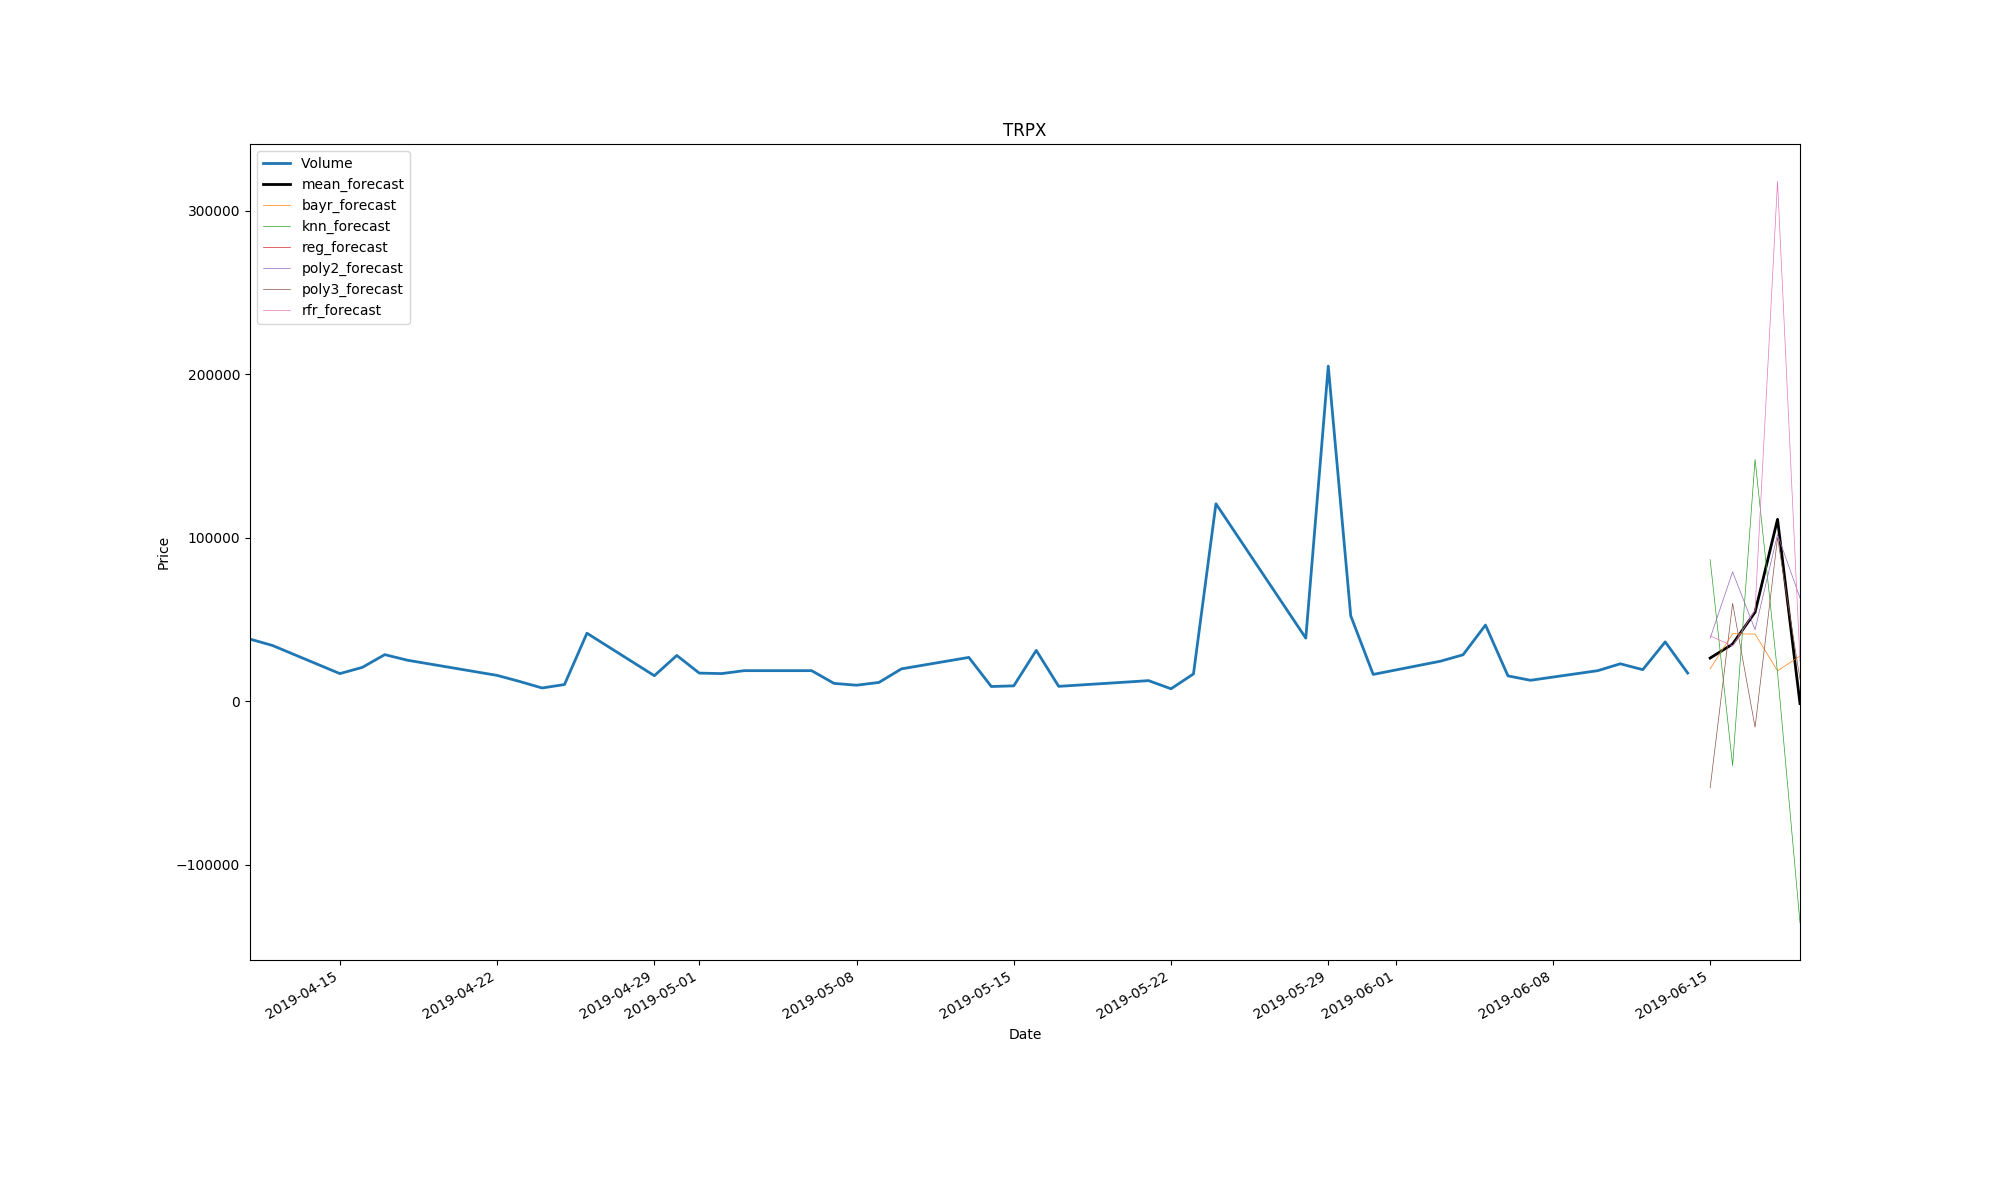 TRPX
Volume
mean_forecast
bayr_forecast
knn_forecast
reg_forecast
poly2_forecast
poly3_forecast
rfr_forecast
300000
200000
100000
0
−100000
Price
2019-04-15
2019-04-22
2019-04-29
2019-05-01
2019-05-08
2019-05-15
2019-05-22
2019-05-29
2019-06-01
2019-06-08
2019-06-15
Date